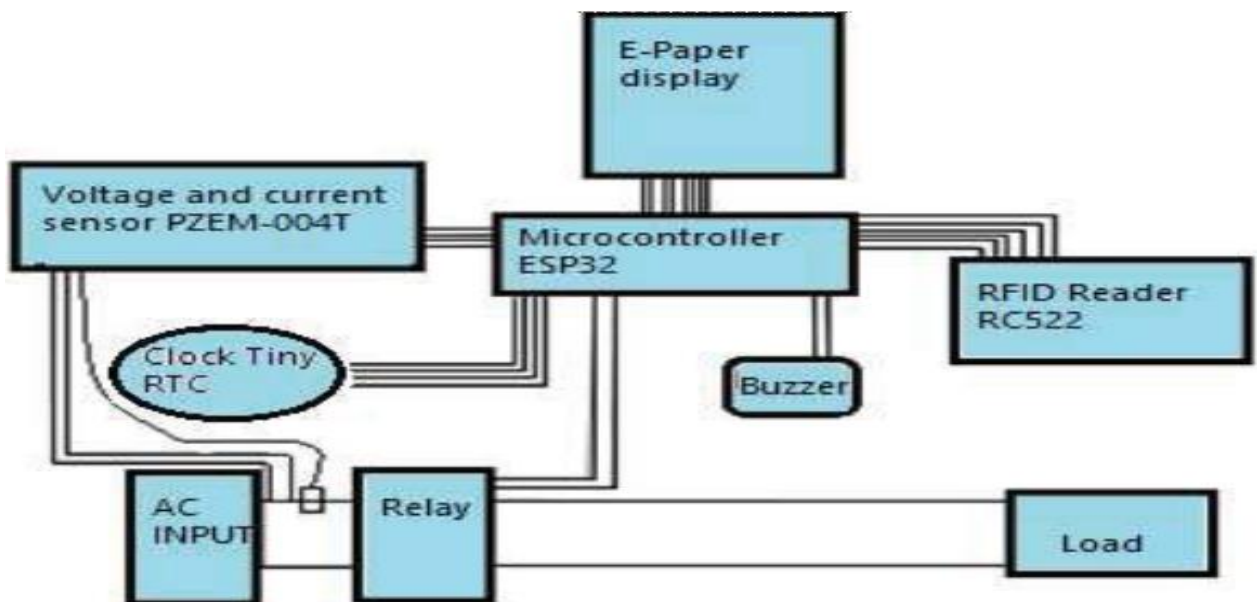 E-Paper
display
Voltage and current
sensor PZEM-004T
Microcontroller
ESP32
RFID Reader
RC522
Clock Tiny
RTC
Buzzer
AC
INPUT
Relay
Load